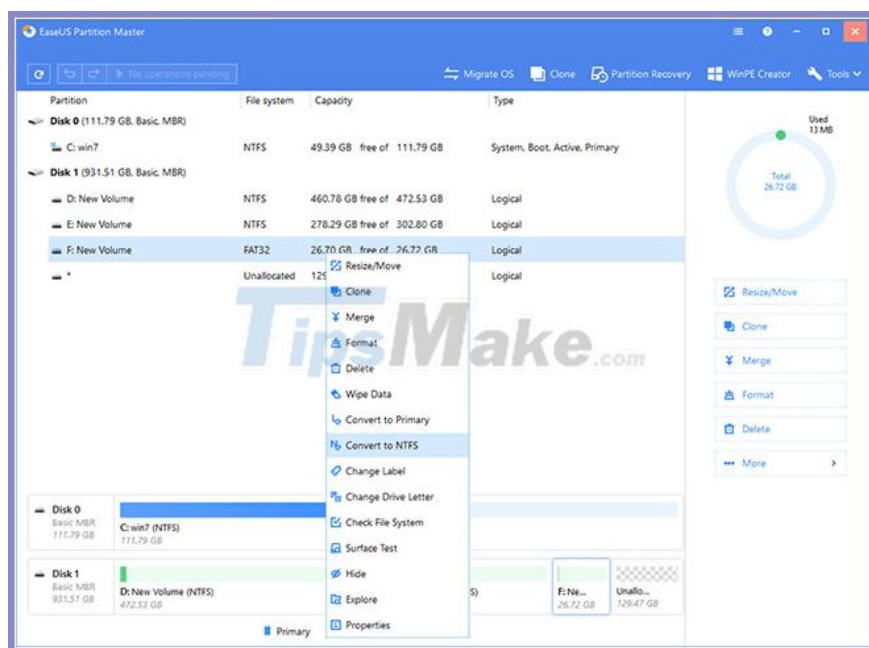 EaseUS Partition Master
No operations pending
Migrate OS Clone Partition Recovery WinPE Creator Tools
Partition File system Capacity Type
Disk 0 (111.79 GB, Basic, MBR)
C: win7 NTFS 49.39 GB free of 111.79 GB System, Boot, Active, Primary
Disk 1 (931.51 GB, Basic, MBR)
D: New Volume NTFS 460.78 GB free of 472.53 GB Logical
E: New Volume NTFS 278.29 GB free of 302.80 GB Logical
F: New Volume FAT32 26.70 GB free of 26.72 GB Logical
* Unallocated 129 Logical
Used
13 MB
Total
26.72 GB
Resize/Move
Clone
Merge
Format
Delete
Wipe Data
Convert to Primary
Convert to NTFS
Change Label
Change Drive Letter
Check File System
Surface Test
Hide
Explore
Properties
Resize/Move
Clone
Merge
Format
Delete
More
TipsMake.com
Disk 0
Basic MBR
111.79 GB
C: win7 (NTFS)
111.79 GB
Disk 1
Basic MBR
931.51 GB
D: New Volume (NTFS)
472.53 GB
S)
F: Ne...
26.72 GB
Unallo...
129.47 GB
Primary